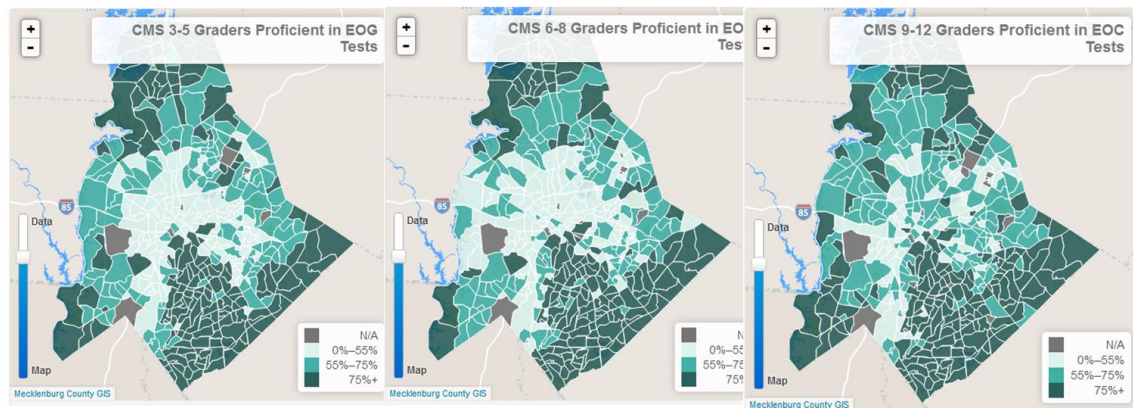 +
-
CMS 3-5 Graders Proficient in EOG
Tests
85
Data
Map
N/A
0%–55%
55%–75%
75%+
Mecklenburg County GIS
+
-
CMS 6-8 Graders Proficient in EO
Tes
85
Data
Map
N/
0%–55
55%–75
75%
Mecklenburg County GIS
+
-
CMS 9-12 Graders Proficient in EOC
Tests
85
Data
Map
N/A
0%–55%
55%–75%
75%+
Mecklenburg County GIS